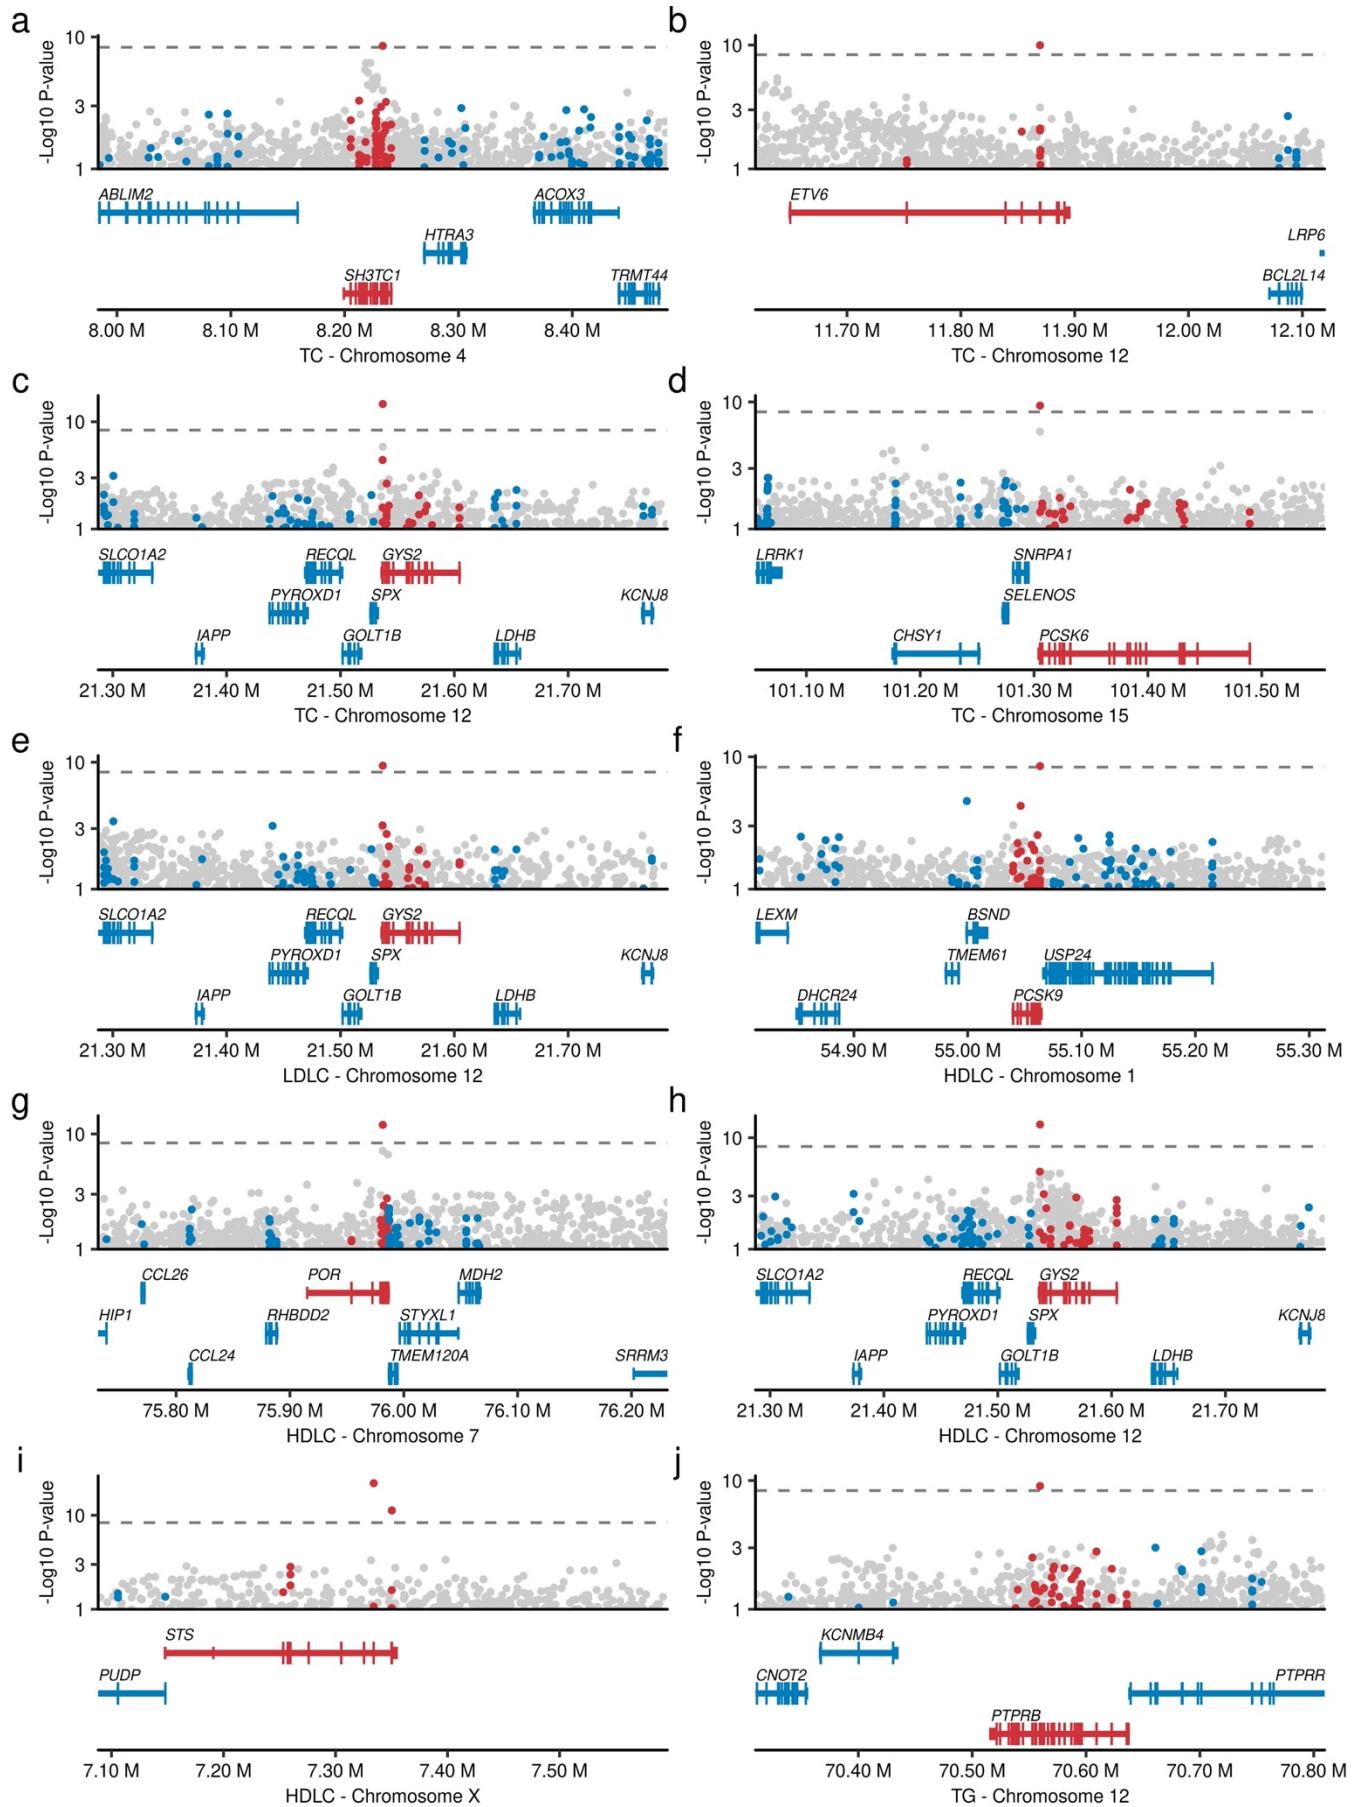 a
10
3
1
-Log10 P-value
ABLIM2
ACOX3
HTRA3
SH3TC1
TRMT44
8.00 M
8.10 M
8.20 M
8.30 M
8.40 M
TC - Chromosome 4
b
10
3
1
-Log10 P-value
ETV6
LRP6
BCL2L14
11.70 M
11.80 M
11.90 M
12.00 M
12.10 M
TC - Chromosome 12
c
10
3
1
-Log10 P-value
SLCO1A2
RECQL
GYS2
PYROXD1
SPX
KCNJ8
IAPP
GOLT1B
LDHB
21.30 M
21.40 M
21.50 M
21.60 M
21.70 M
TC - Chromosome 12
d
10
3
1
-Log10 P-value
LRRK1
SNRPA1
SELENOS
CHSY1
PCSK6
101.10 M
101.20 M
101.30 M
101.40 M
101.50 M
TC - Chromosome 15
e
10
3
1
-Log10 P-value
SLCO1A2
RECQL
GYS2
PYROXD1
SPX
KCNJ8
IAPP
GOLT1B
LDHB
21.30 M
21.40 M
21.50 M
21.60 M
21.70 M
LDLC - Chromosome 12
f
10
3
1
-Log10 P-value
LEXM
BSND
TMEM61
USP24
DHCR24
PCSK9
54.90 M
55.00 M
55.10 M
55.20 M
55.30 M
HDLC - Chromosome 1
g
10
3
1
-Log10 P-value
CCL26
POR
MDH2
HIP1
RHBDD2
STYXL1
CCL24
TMEM120A
SRRM3
75.80 M
75.90 M
76.00 M
76.10 M
76.20 M
HDLC - Chromosome 7
h
10
3
1
-Log10 P-value
SLCO1A2
RECQL
GYS2
PYROXD1
SPX
KCNJ8
IAPP
GOLT1B
LDHB
21.30 M
21.40 M
21.50 M
21.60 M
21.70 M
HDLC - Chromosome 12
i
10
3
1
-Log10 P-value
STS
PUDP
7.10 M
7.20 M
7.30 M
7.40 M
7.50 M
HDLC - Chromosome X
j
10
3
1
-Log10 P-value
KCNMB4
CNOT2
PTPRR
PTPRB
70.40 M
70.50 M
70.60 M
70.70 M
70.80 M
TG - Chromosome 12